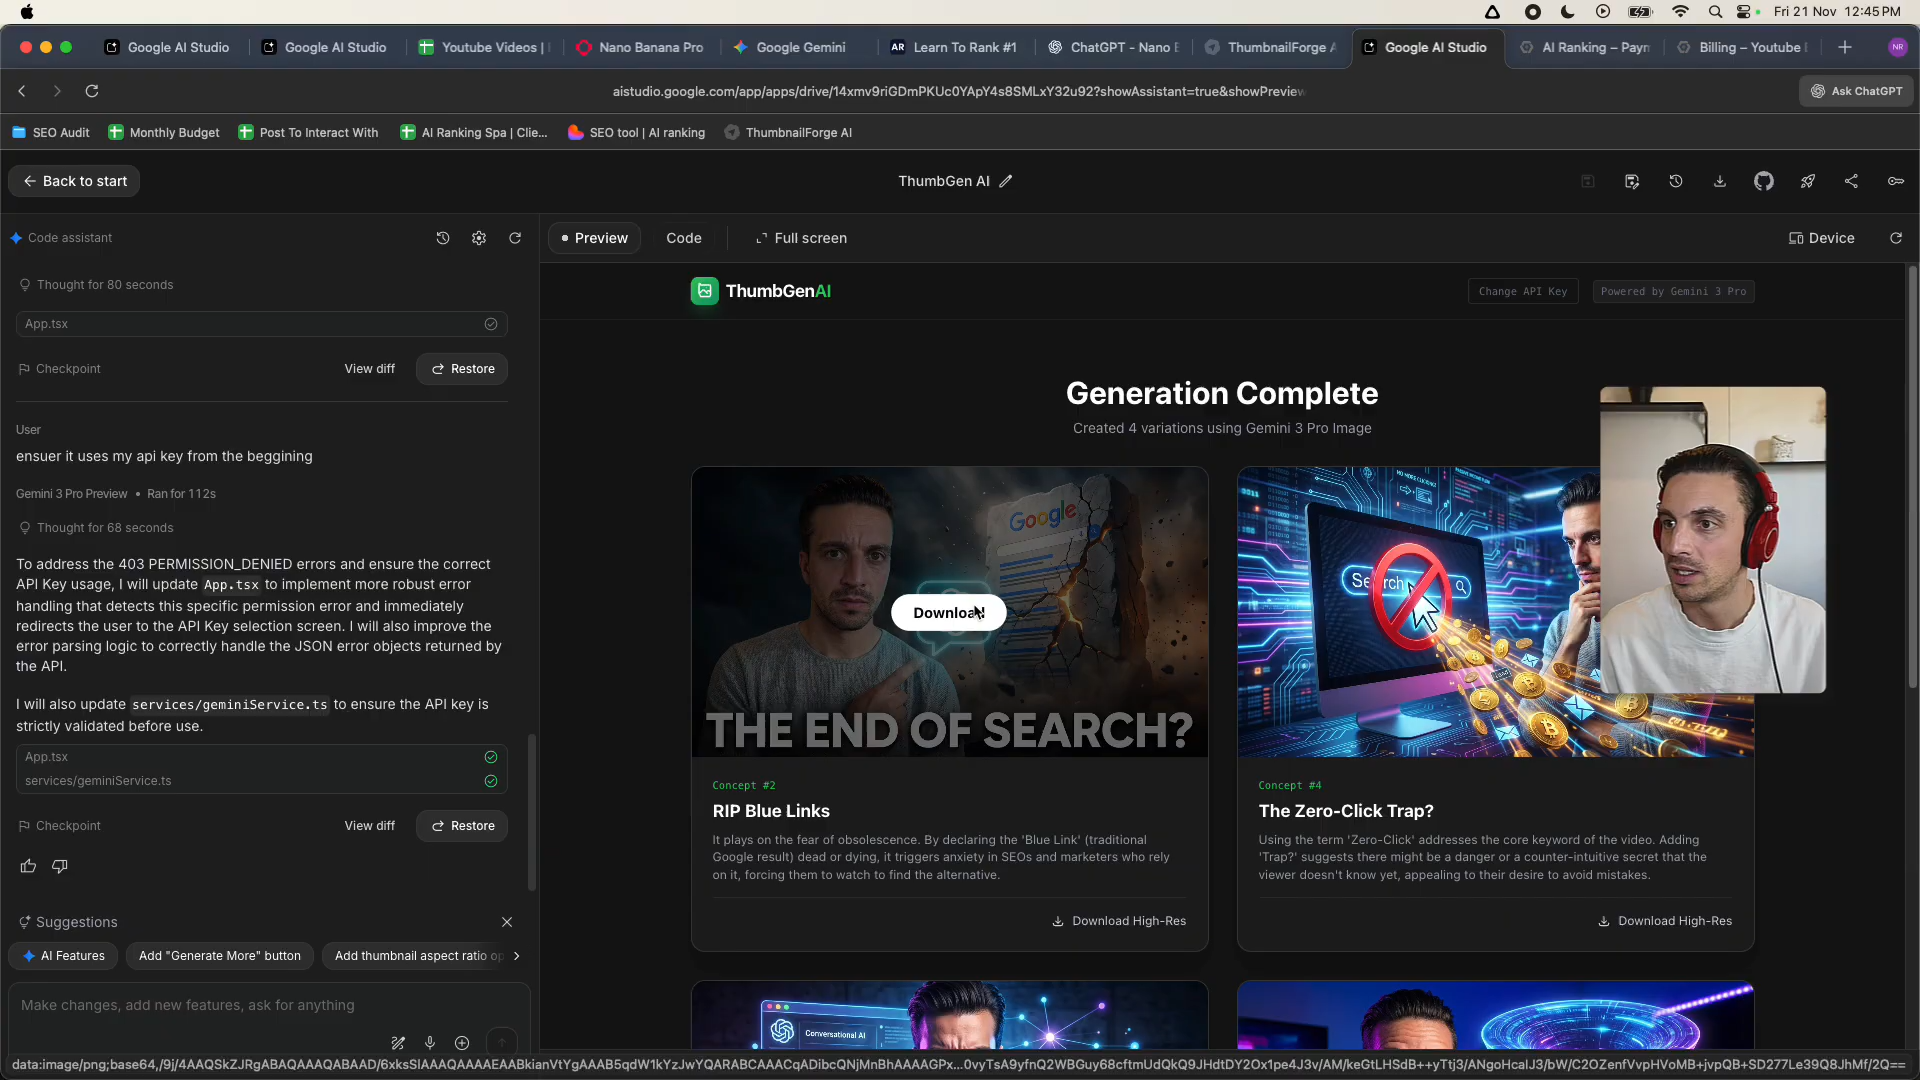 Fri 21 Nov 12:45 PM
Google AI Studio
Google AI Studio
Youtube Videos |
Nano Banana Pro
Google Gemini
Learn To Rank #1
ChatGPT - Nano
ThumbnailForge
Google AI Studio
AI Ranking –
Billing – Youtube
NR
aistudio.google.com/app/apps/drive/14xmv9riGDmPKUc0YApY4s8SMLxY32u92?showAssistant=true&showPreview
Ask ChatGPT
SEO Audit
Monthly Budget
Post To Interact With
AI Ranking Spa | Clie...
SEO tool | AI ranking
ThumbnailForge AI
Back to start
ThumbGen AI
Code assistant
Preview
Code
Full screen
Device
Thought for 80 seconds
App.tsx
Checkpoint
View diff
Restore
User
ensuer it uses my api key from the beggining
Gemini 3 Pro Preview • Ran for 112s
Thought for 68 seconds
To address the 403 PERMISSION_DENIED errors and ensure the correct
API Key usage, I will update App.tsx to implement more robust error
handling that detects this specific permission error and immediately
redirects the user to the API Key selection screen. I will also improve the
error parsing logic to correctly handle the JSON error objects returned by
the API.
I will also update services/geminiService.ts to ensure the API key is
strictly validated before use.
App.tsx
services/geminiService.ts
Checkpoint
View diff
Restore
Suggestions
AI Features
Add "Generate More" button
Add thumbnail aspect ratio
Make changes, add new features, ask for anything
ThumbGenAI
Change API Key
Powered by Gemini 3 Pro
Generation Complete
Created 4 variations using Gemini 3 Pro Image
Google
Download
THE END OF SEARCH?
Concept #2
RIP Blue Links
It plays on the fear of obsolescence. By declaring the 'Blue Link' (traditional
Google result) dead or dying, it triggers anxiety in SEOs and marketers who rely
on it, forcing them to watch to find the alternative.
Download High-Res
Search
Concept #4
The Zero-Click Trap?
Using the term 'Zero-Click' addresses the core keyword of the video. Adding
'Trap?' suggests there might be a danger or a counter-intuitive secret that the
viewer doesn't know yet, appealing to their desire to avoid mistakes.
Download High-Res
Conversational AI